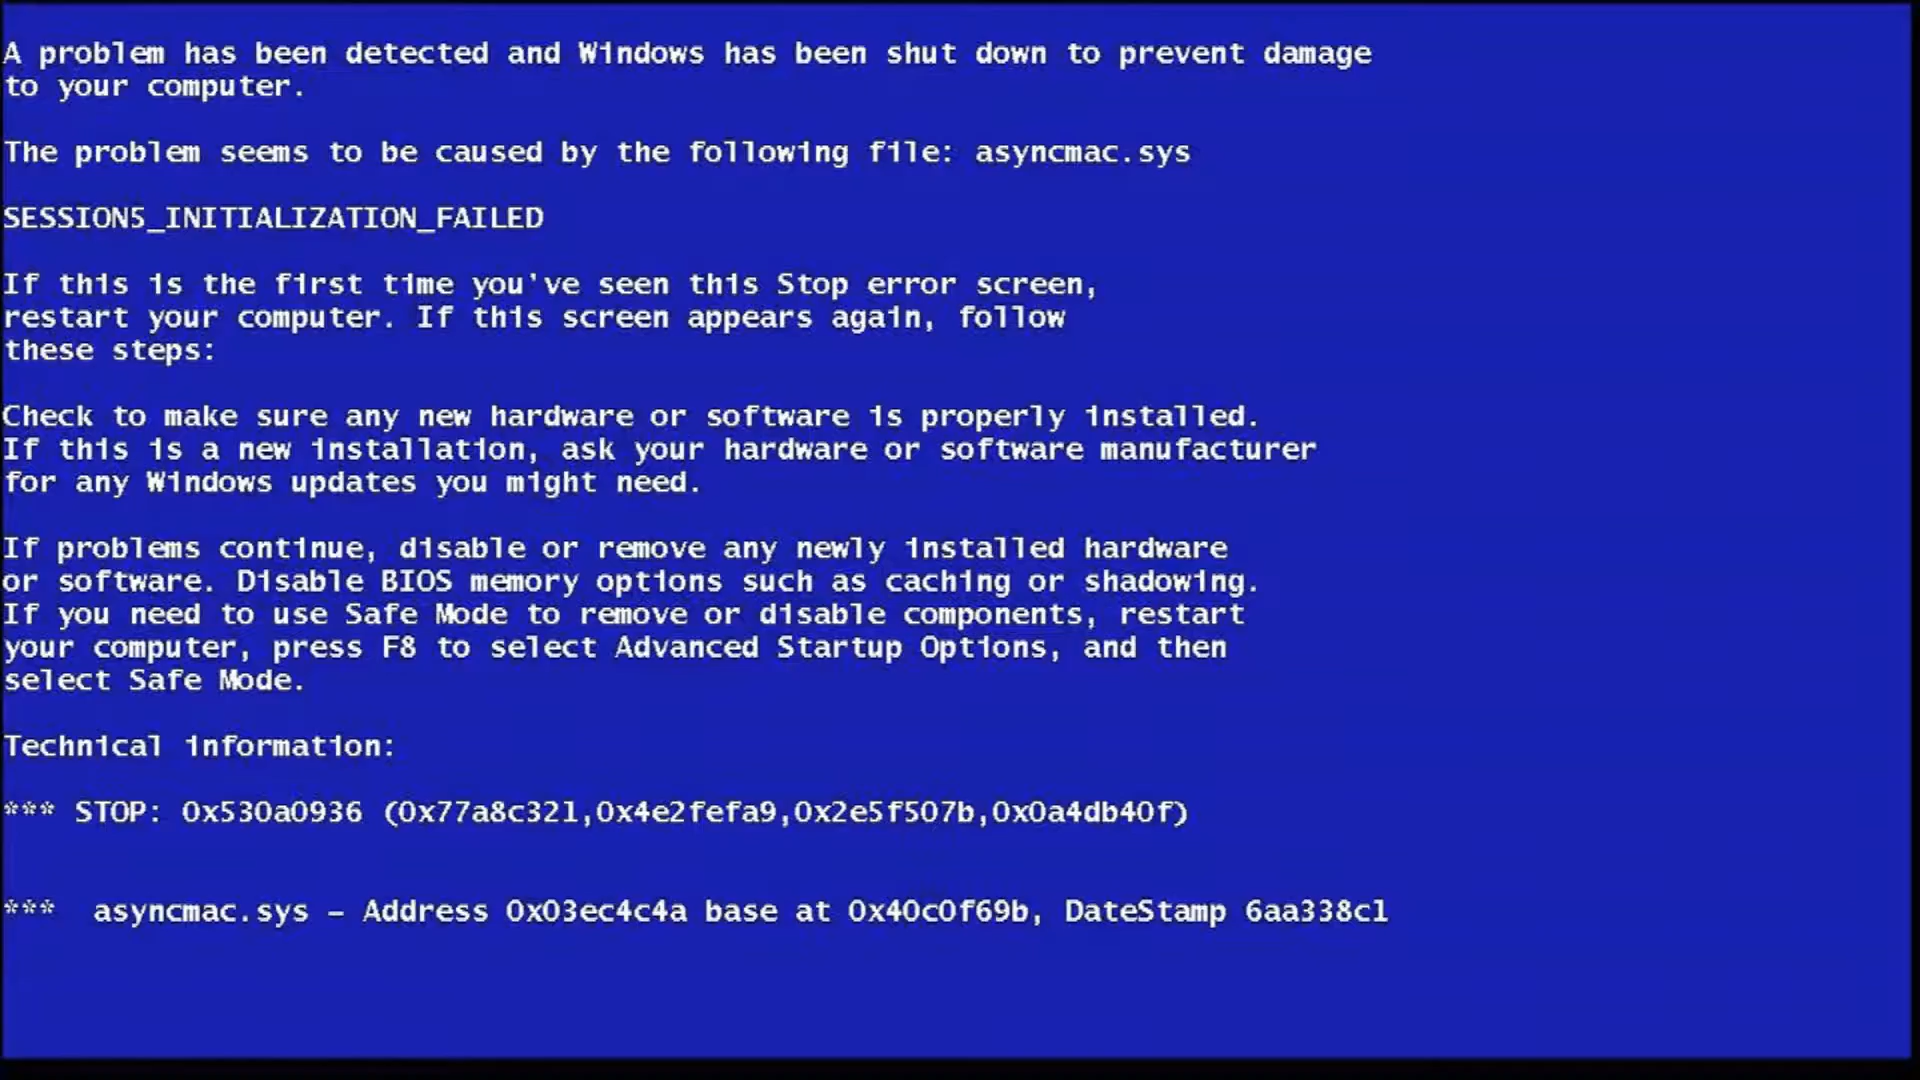 A problem has been detected and Windows has been shut down to prevent damage
to your computer.
The problem seems to be caused by the following file: asyncmac.sys
SESSION5_INITIALIZATION_FAILED
If this is the first time you've seen this Stop error screen,
restart your computer. If this screen appears again, follow
these steps:
Check to make sure any new hardware or software is properly installed.
If this is a new installation, ask your hardware or software manufacturer
for any Windows updates you might need.
If problems continue, disable or remove any newly installed hardware
or software. Disable BIOS memory options such as caching or shadowing.
If you need to use Safe Mode to remove or disable components, restart
your computer, press F8 to select Advanced Startup Options, and then
select Safe Mode.
Technical information:
*** STOP: 0x530a0936 (0x77a8c321,0x4e2fefa9,0x2e5f507b,0x0a4db40f)
*** asyncmac.sys – Address 0x03ec4c4a base at 0x40c0f69b, DateStamp 6aa338c1